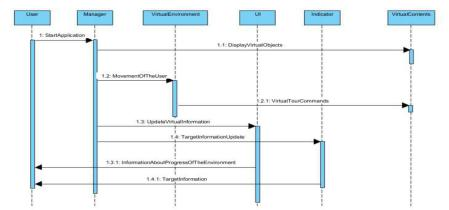 User
Manager
VirtualEnvironment
UI
Indicator
VirtualContents
1: StartApplication
1.1: DisplayVirtualObjects
1.2: MovementOfTheUser
1.2.1: VirtualTourCommands
1.3: UpdateVirtualInformation
1.4: TargetInformationUpdate
1.3.1: InformationAboutProgressOfTheEnvironment
1.4.1: TargetInformation